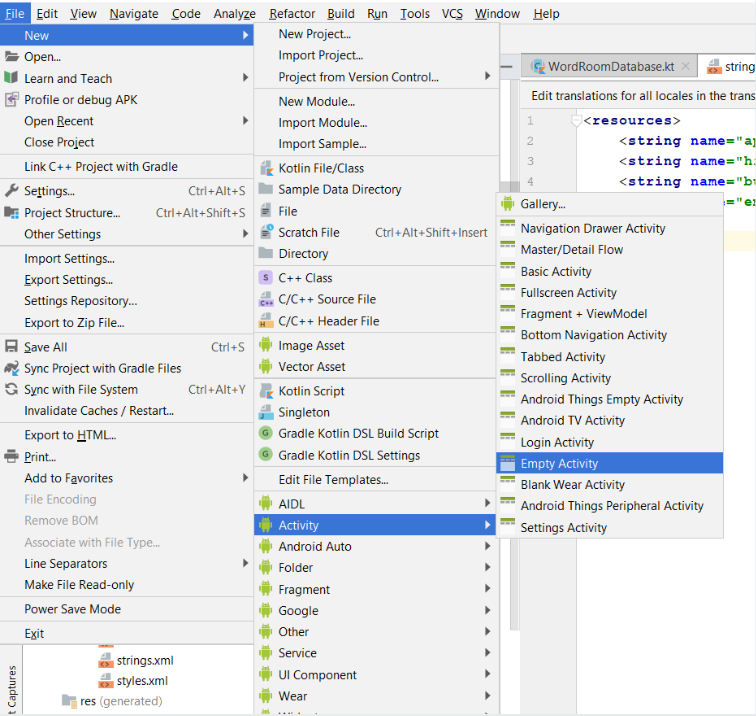 File Edit View Navigate Code Analyze Refactor Build Run Tools VCS Window Help
New
Open...
Learn and Teach
Profile or debug APK
Open Recent
Close Project
Link C++ Project with Gradle
Settings... Ctrl+Alt+S
Project Structure... Ctrl+Alt+Shift+S
Other Settings
Import Settings...
Export Settings...
Settings Repository...
Export to Zip File...
Save All Ctrl+S
Sync Project with Gradle Files
Sync with File System Ctrl+Alt+Y
Invalidate Caches / Restart...
Export to HTML...
Print...
Add to Favorites
File Encoding
Remove BOM
Associate with File Type...
Line Separators
Make File Read-only
Power Save Mode
Exit
New Project...
Import Project...
Project from Version Control...
New Module...
Import Module...
Import Sample...
Kotlin File/Class
Sample Data Directory
File
Scratch File Ctrl+Alt+Shift+Insert
Directory
S C++ Class
C++ C/C++ Source File
H C/C++ Header File
Image Asset
Vector Asset
Kotlin Script
Singleton
G Gradle Kotlin DSL Build Script
G Gradle Kotlin DSL Settings
Edit File Templates...
AIDL
Activity
Android Auto
Folder
Fragment
Google
Other
Service
UI Component
Wear
Gallery...
Navigation Drawer Activity
Master/Detail Flow
Basic Activity
Fullscreen Activity
Fragment + ViewModel
Bottom Navigation Activity
Tabbed Activity
Scrolling Activity
Android Things Empty Activity
Android TV Activity
Login Activity
Empty Activity
Blank Wear Activity
Android Things Peripheral Activity
Settings Activity
WordRoomDatabase.kt string
Edit translations for all locales in the trans
1 <resources>
2 <string name="ap
3 <string name="h
4 <string name="bu
="e
strings.xml
styles.xml
res (generated)
t Captures